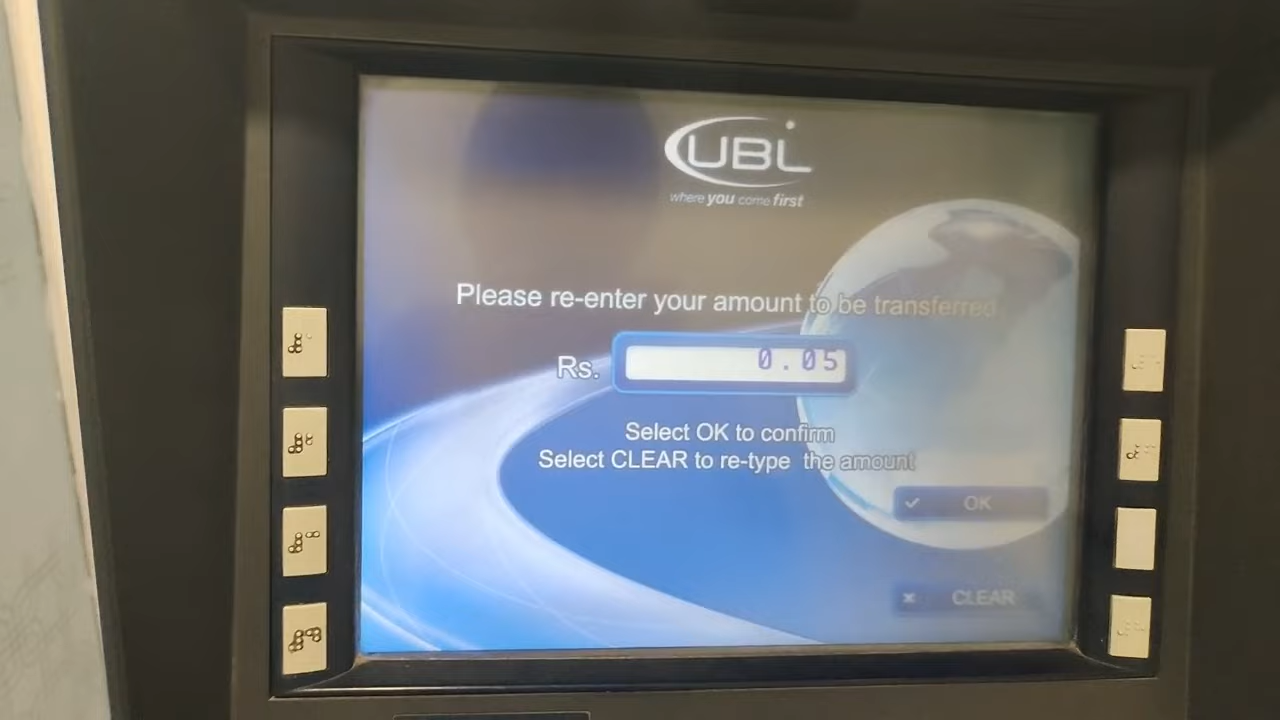 UBL
where you come first
Please re-enter your amount to be transferred
Rs. 0.05
Select OK to confirm
Select CLEAR to re-type the amount
OK
CLEAR